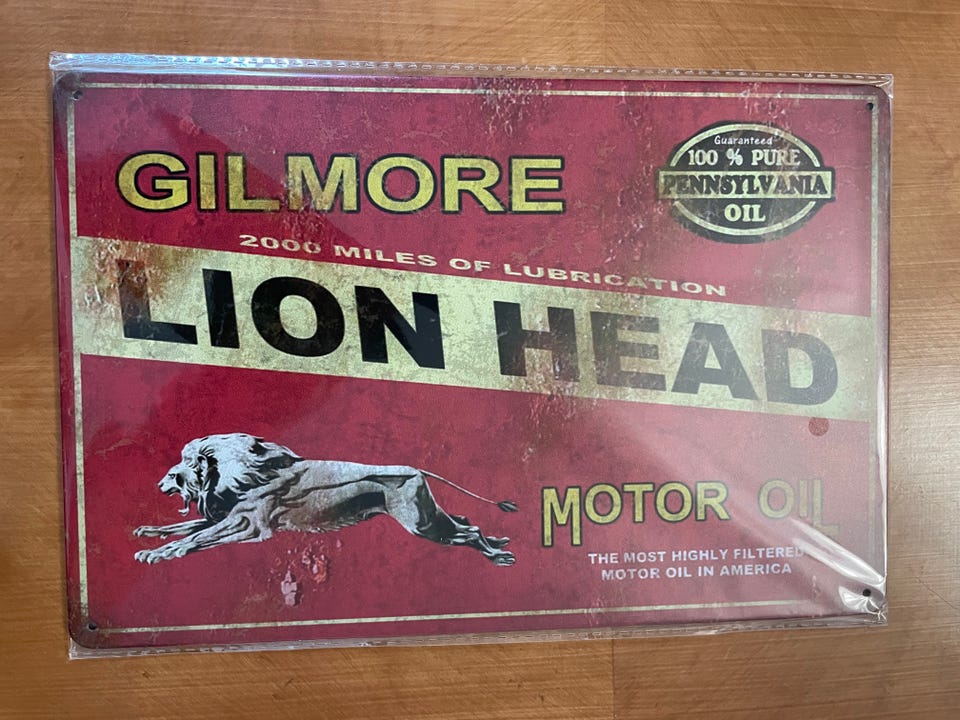 GILMORE
Guaranteed
100 % PURE
PENNSYLVANIA
OIL
2000 MILES OF LUBRICATION
LION HEAD
MOTOR OIL
THE MOST HIGHLY FILTERED
MOTOR OIL IN AMERICA